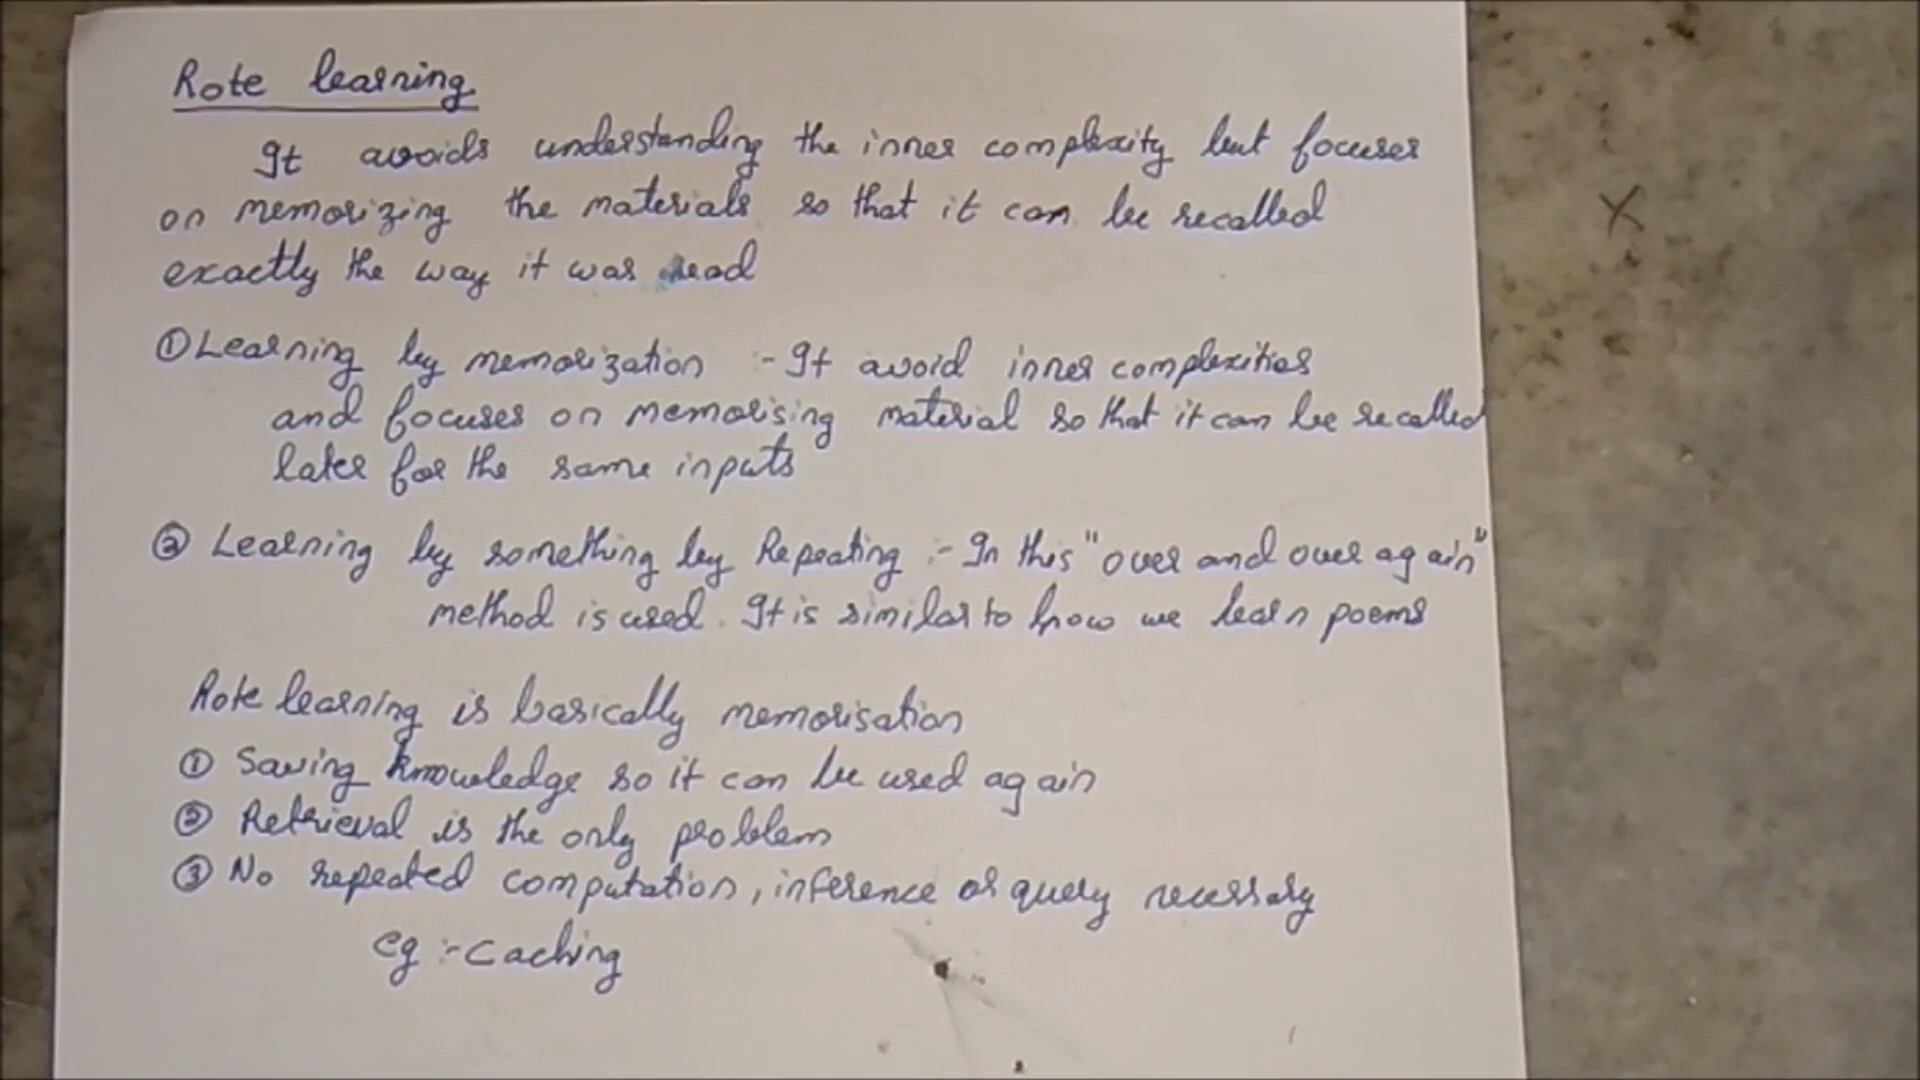 Rote learning
It avoids understanding the inner complexity but focuses
on memorizing the materials so that it can be recalled
exactly the way it was read
① Learning by memorization :- It avoid inner complexities
and focuses on memorising material so that it can be recalled
later for the same inputs
② Learning by something by Repeating :- In this "over and over again"
method is used. It is similar to know we learn poems
Rote learning is basically memorisation
① Saving knowledge so it can be used again
② Retrieval is the only problem
③ No repeated computation, inference or query necessary
eg :- Caching